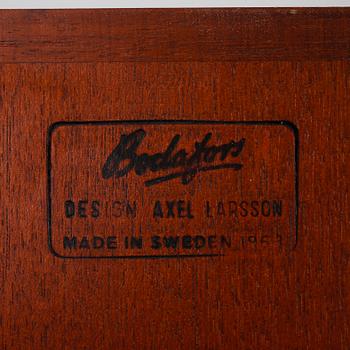 Bodafors
DESIGN AXEL LARSSON
MADE IN SWEDEN